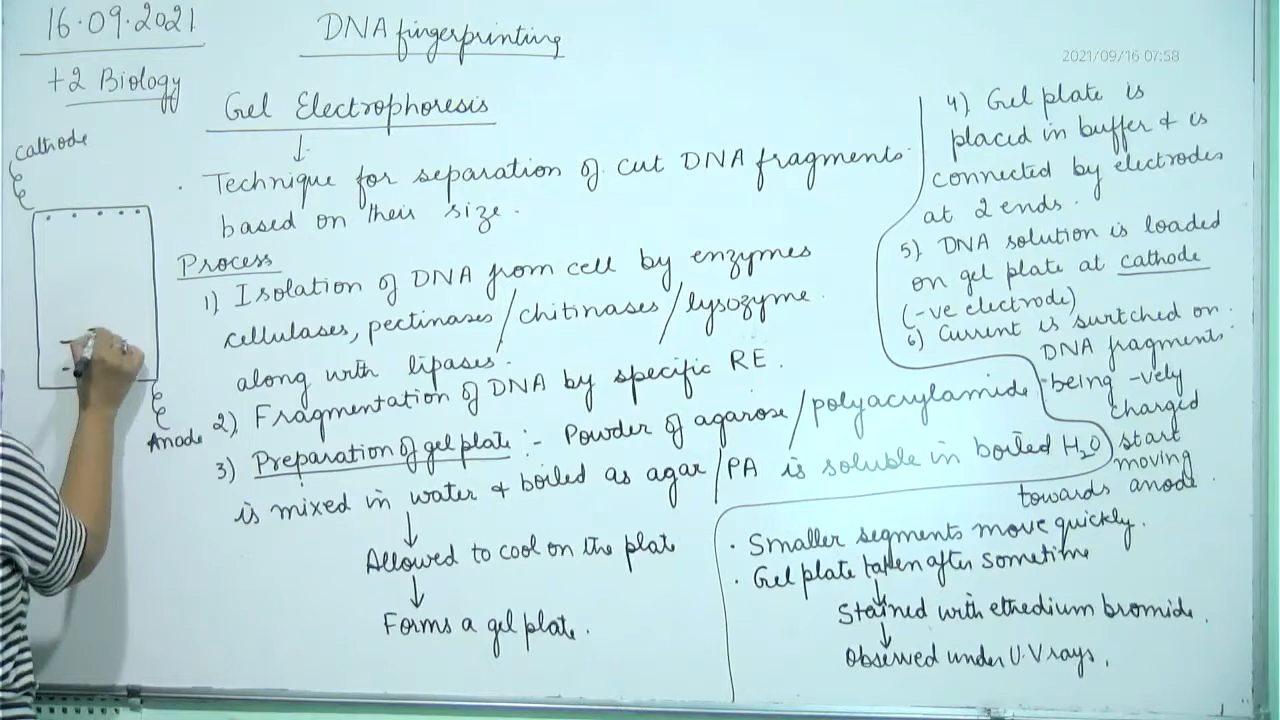 16.09.2021
DNA fingerprinting
2021/09/16 07:58
+2 Biology
Gel Electrophoresis
Cathode
↓
· Technique for separation of cut DNA fragments
based on their size.
Process
1) Isolation of DNA from cell by enzymes
cellulases, pectinases / chitinases / lysozyme.
along with lipases.
2) Fragmentation of DNA by specific RE.
Anode
3) Preparation of gel plate :- Powder of agarose / polyacrylamide
is mixed in water & boiled as agar / PA is soluble in boiled H2O
↓
Allowed to cool on the plate
↓
Forms a gel plate.
4) Gel plate is
placed in buffer & is
connected by electrodes
at 2 ends.
5) DNA solution is loaded
on gel plate at cathode
(-ve electrode)
6) Current is surtched on.
DNA fragments
being -vely
charged
start
moving
towards anode.
· Smaller segments move quickly.
· Gel plate taken after sometime
↓
Stained with ethedium bromide.
↓
Observed under U.V rays.